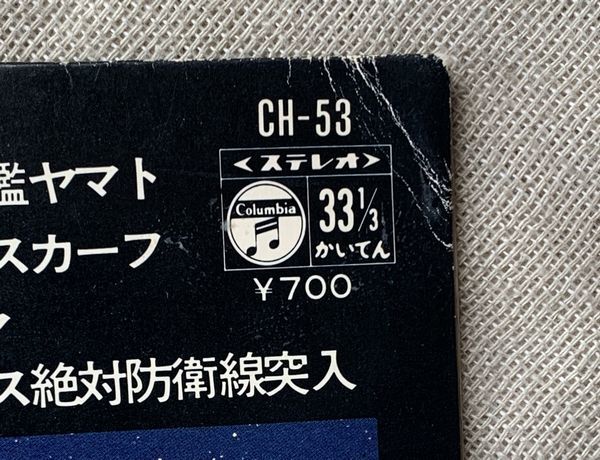 CH-53
<ステレオ>
Columbia
33⅓
かいてん
¥700
艦ヤマト
スカーフ
ス絶対防衛線突入